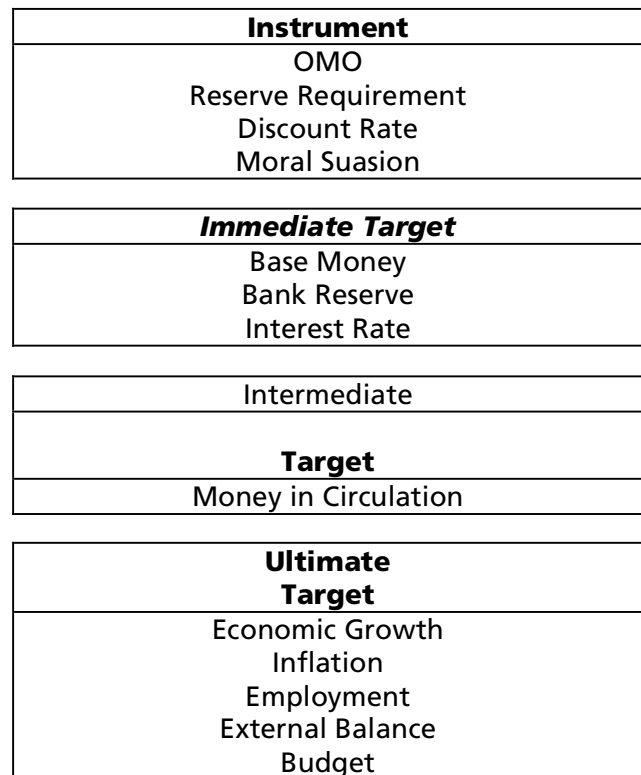 Instrument
OMO
Reserve Requirement
Discount Rate
Moral Suasion
Immediate Target
Base Money
Bank Reserve
Interest Rate
Intermediate
Target
Money in Circulation
Ultimate
Target
Economic Growth
Inflation
Employment
External Balance
Budget